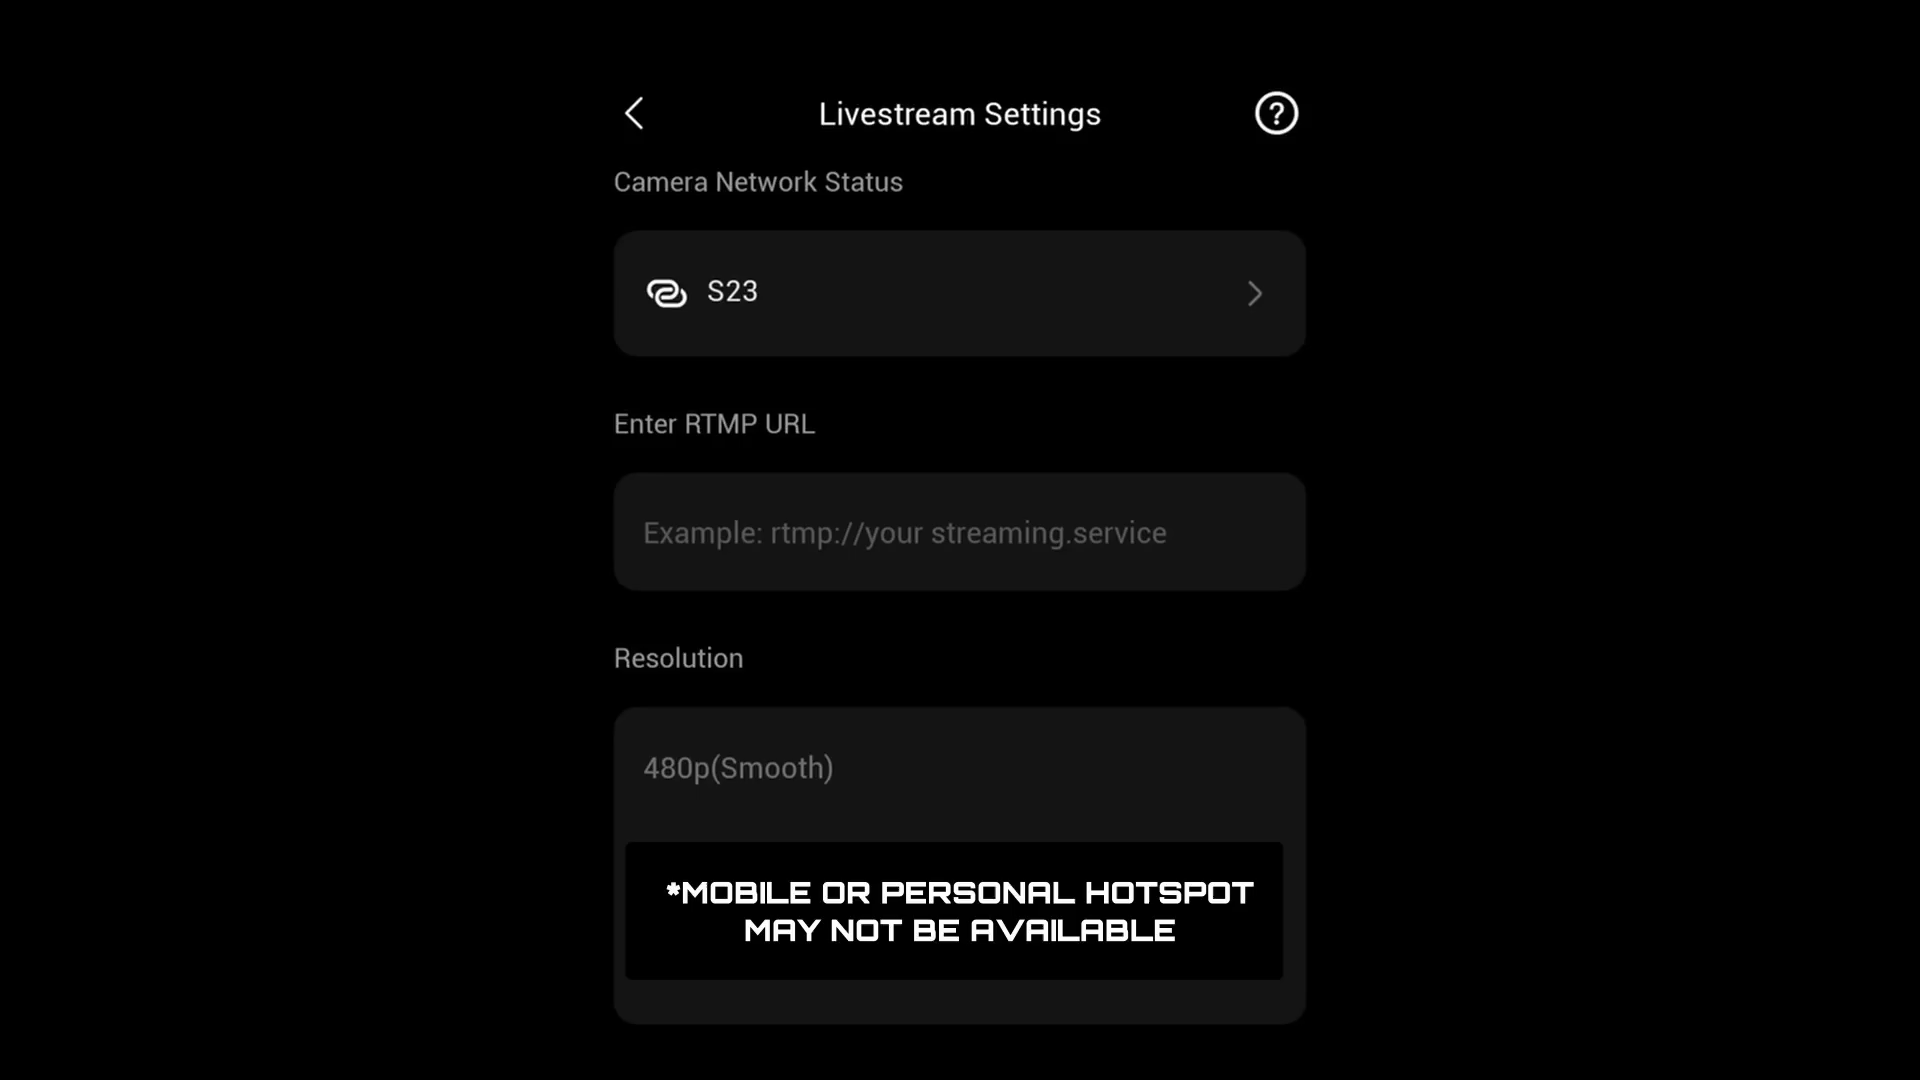 Livestream Settings
Camera Network Status
S23
Enter RTMP URL
Example: rtmp://your streaming.service
Resolution
480p(Smooth)
*MOBILE OR PERSONAL HOTSPOT
MAY NOT BE AVAILABLE